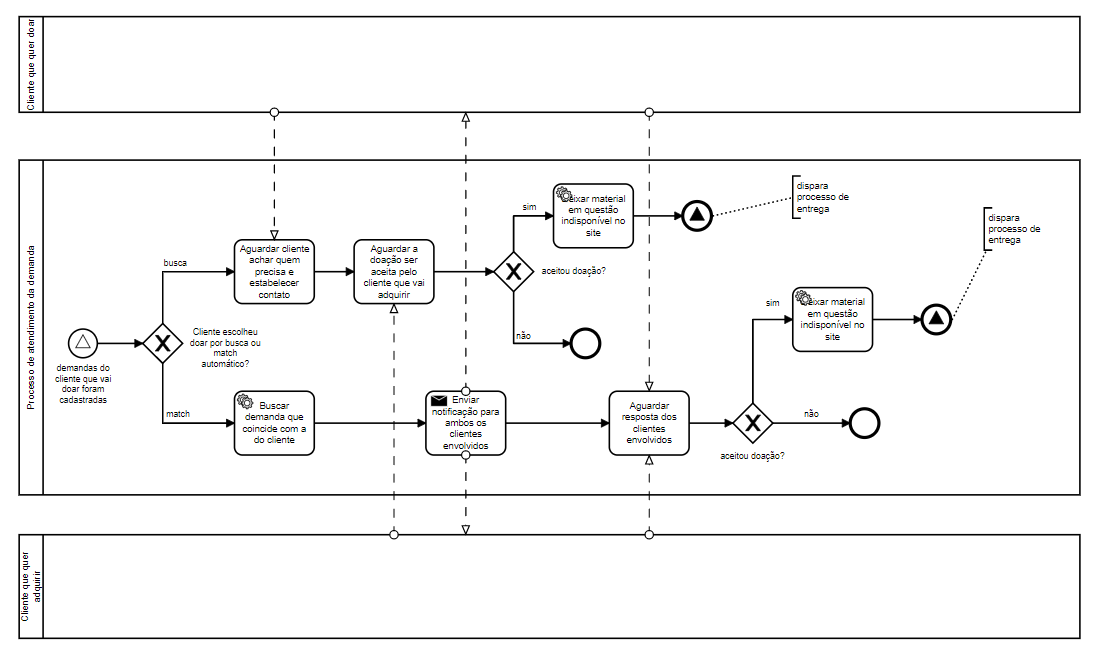 Cliente que quer doar
Processo de atendimento da demanda
demandas do
cliente que vai
doar foram
cadastradas
Cliente escolheu
doar por busca ou
match
automático?
busca
match
Aguardar cliente
achar quem
precisa e
estabelecer
contato
Aguardar a
doação ser
aceita pelo
cliente que vai
adquirir
aceitou doação?
sim
não
eixar material
em questão
indisponível no
site
dispara
processo de
entrega
Buscar
demanda que
coincide com a
do cliente
Enviar
notificação para
ambos os
clientes
envolvidos
Aguardar
resposta dos
clientes
envolvidos
aceitou doação?
sim
não
eixar material
em questão
indisponível no
site
dispara
processo de
entrega
Cliente que quer
adquirir